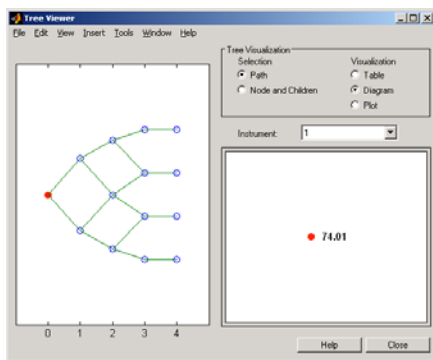 Tree Viewer
File Edit View Insert Tools Window Help
Tree Visualization
Selection Visualization
Path Table
Node and Children Diagram
Plot
Instrument: 1
74.01
0 1 2 3 4
Help Close